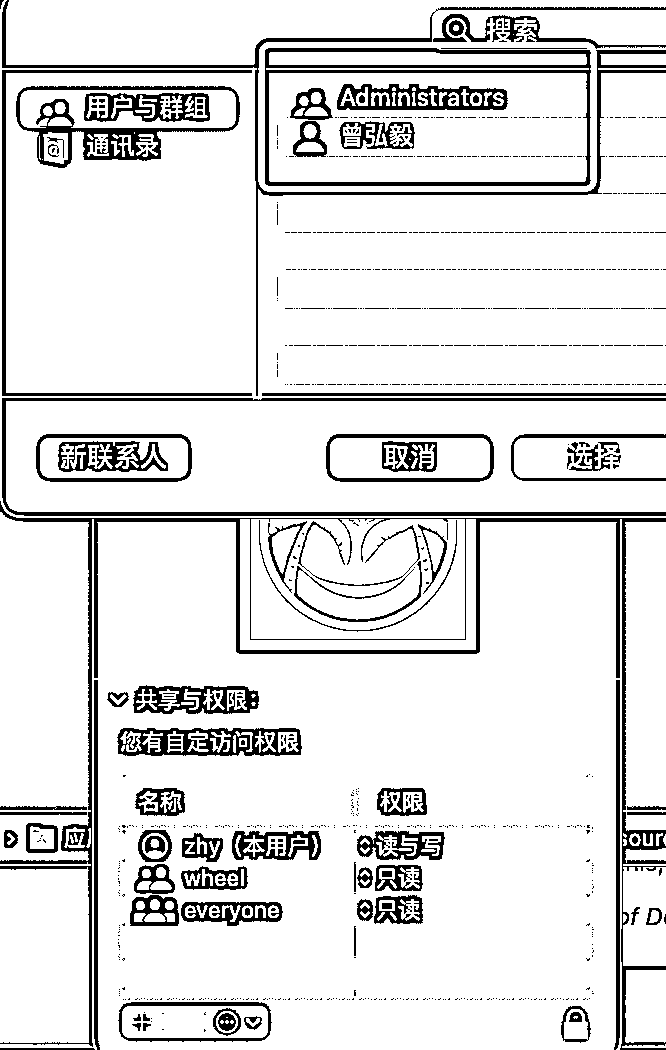 搜索
用户与群组
Administrators
通讯录
曾弘毅
新联系人
取消
选择
共享与权限:
您有自定访问权限
名称
权限
zhy（本用户）
读与写
wheel
只读
everyone
只读
of De